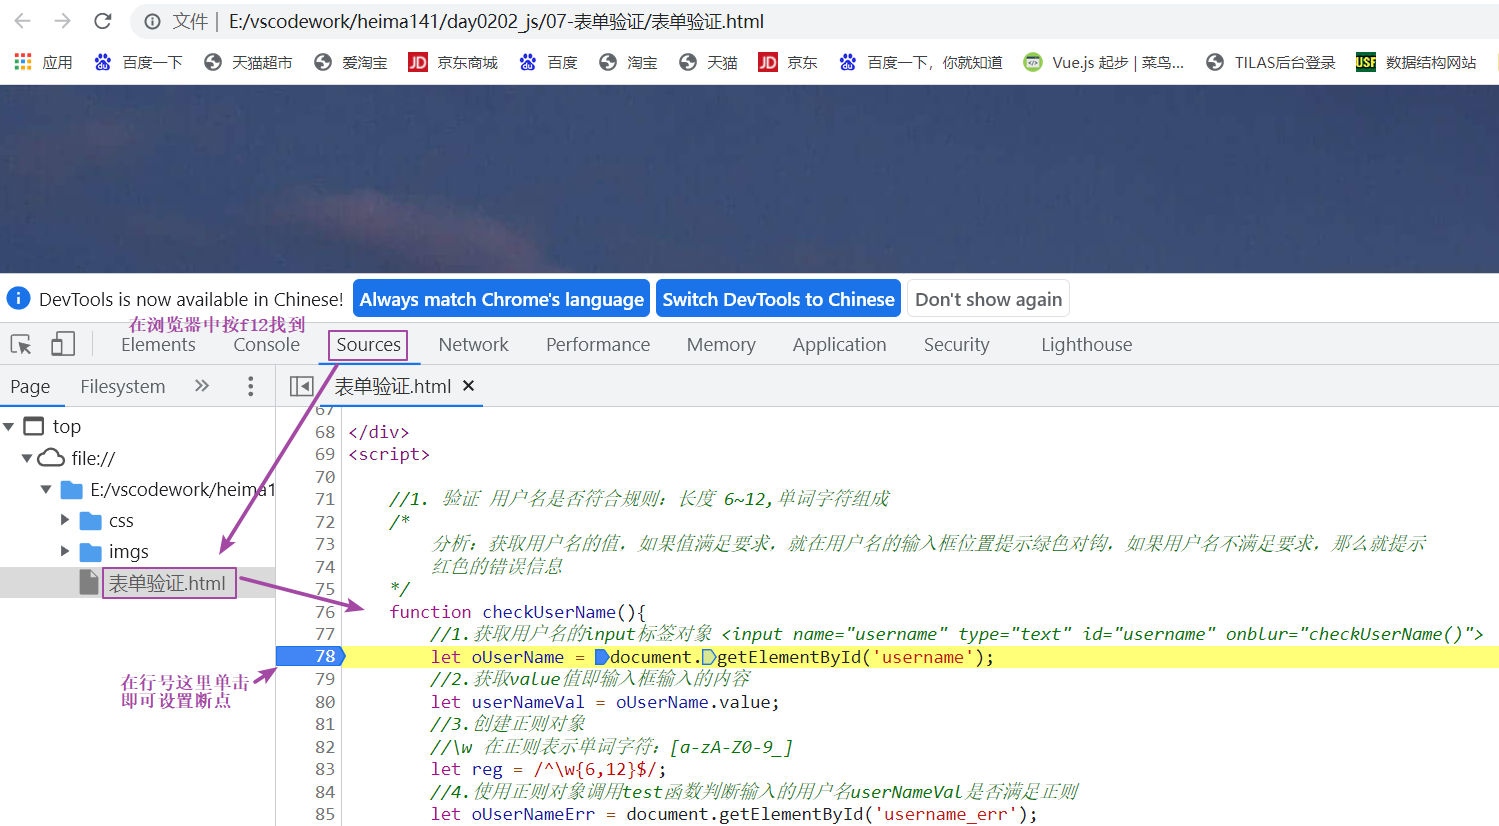 文件 | E:/vscodework/heima141/day0202_js/07-表单验证/表单验证.html
应用 百度一下 天猫超市 爱淘宝 JD 京东商城 百度 淘宝 天猫 JD 京东 百度一下，你就知道 Vue.js 起步 | 菜鸟... TILAS后台登录 USF 数据结构网站
DevTools is now available in Chinese! Always match Chrome's language Switch DevTools to Chinese Don't show again
在浏览器中按f12找到
Elements Console Sources Network Performance Memory Application Security Lighthouse
Page Filesystem » 表单验证.html ×
top
file://
E:/vscodework/heima1
css
imgs
表单验证.html
在行号这里单击
即可设置断点
67
68 </div>
69 <script>
70
71 //1. 验证 用户名是否符合规则：长度 6~12,单词字符组成
72 /*
73 分析：获取用户名的值，如果值满足要求，就在用户名的输入框位置提示绿色对钩，如果用户名不满足要求，那么就提示
74 红色的错误信息
75 */
76 function checkUserName(){
77 //1.获取用户名的input标签对象 <input name="username" type="text" id="username" onblur="checkUserName()">
78 let oUserName = document.getElementById('username');
79 //2.获取value值即输入框输入的内容
80 let userNameVal = oUserName.value;
81 //3.创建正则对象
82 //\w 在正则表示单词字符：[a-zA-Z0-9_]
83 let reg = /^\w{6,12}$/;
84 //4.使用正则对象调用test函数判断输入的用户名userNameVal是否满足正则
85 let oUserNameErr = document.getElementById('username_err');